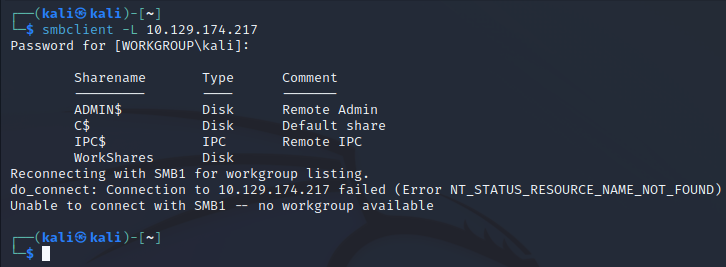 ┌──(kali㉿kali)-[~]
└─$ smbclient -L 10.129.174.217
Password for [WORKGROUP\kali]:
Sharename Type Comment
--------- ---- -------
ADMIN$ Disk Remote Admin
C$ Disk Default share
IPC$ IPC Remote IPC
WorkShares Disk
Reconnecting with SMB1 for workgroup listing.
do_connect: Connection to 10.129.174.217 failed (Error NT_STATUS_RESOURCE_NAME_NOT_FOUND)
Unable to connect with SMB1 -- no workgroup available
┌──(kali㉿kali)-[~]
└─$